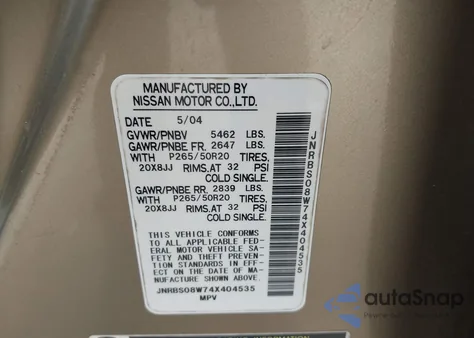 MANUFACTURED BY
NISSAN MOTOR CO.,LTD.
DATE 5/04
GVWR/PNBV 5462 LBS.
GAWR/PNBE FR. 2647 LBS.
WITH P265/50R20 TIRES,
20X8JJ RIMS,AT 32 PSI
COLD SINGLE.
GAWR/PNBE RR. 2839 LBS.
WITH P265/50R20 TIRES,
20X8JJ RIMS,AT 32 PSI
COLD SINGLE.
THIS VEHICLE CONFORMS
TO ALL APPLICABLE FED-
ERAL MOTOR VEHICLE SA-
FETY AND THEFT PREVEN-
TION STANDARDS IN EFF-
ECT ON THE DATE OF MA-
NUFACTURE SHOWN ABOVE.
JNRBS08W74X404535
MPV
JNRBS08W74X404535
autoSnap